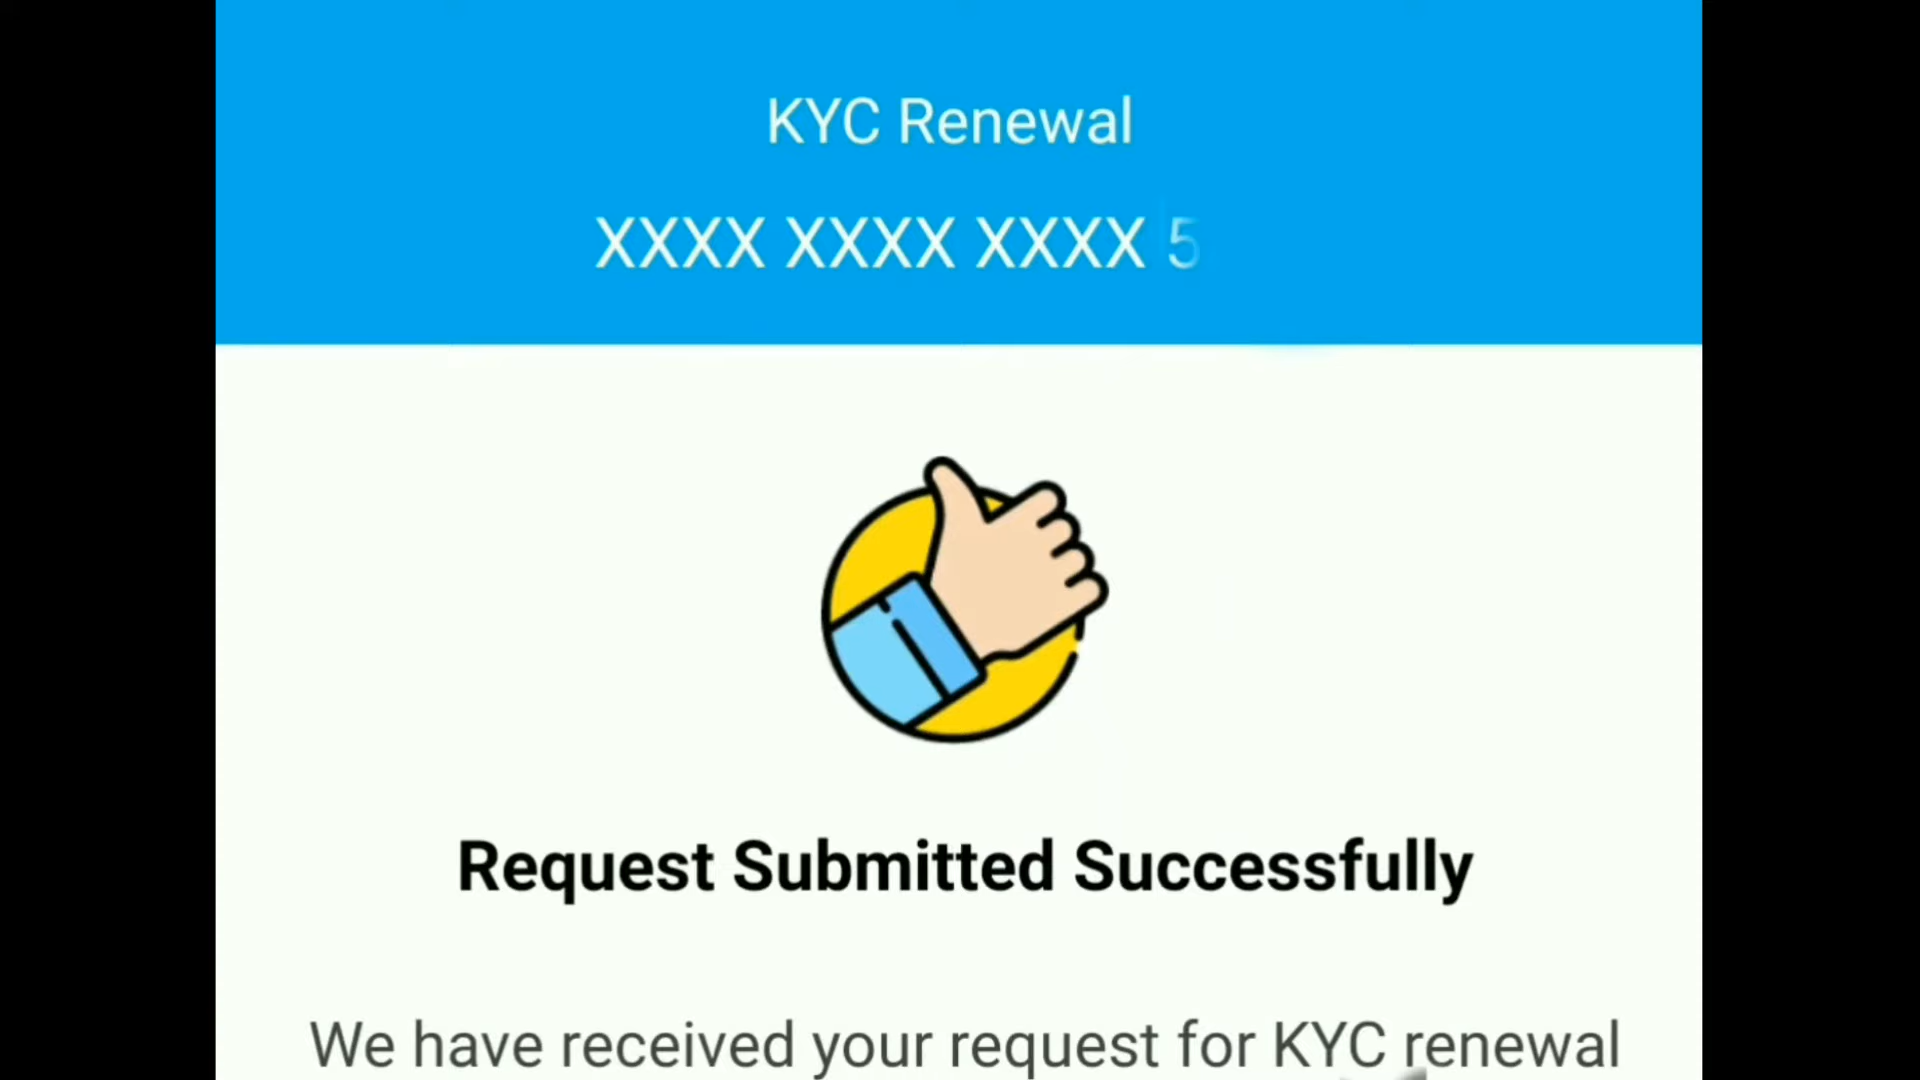 KYC Renewal
XXXX XXXX XXXX 5
Request Submitted Successfully
We have received your request for KYC renewal